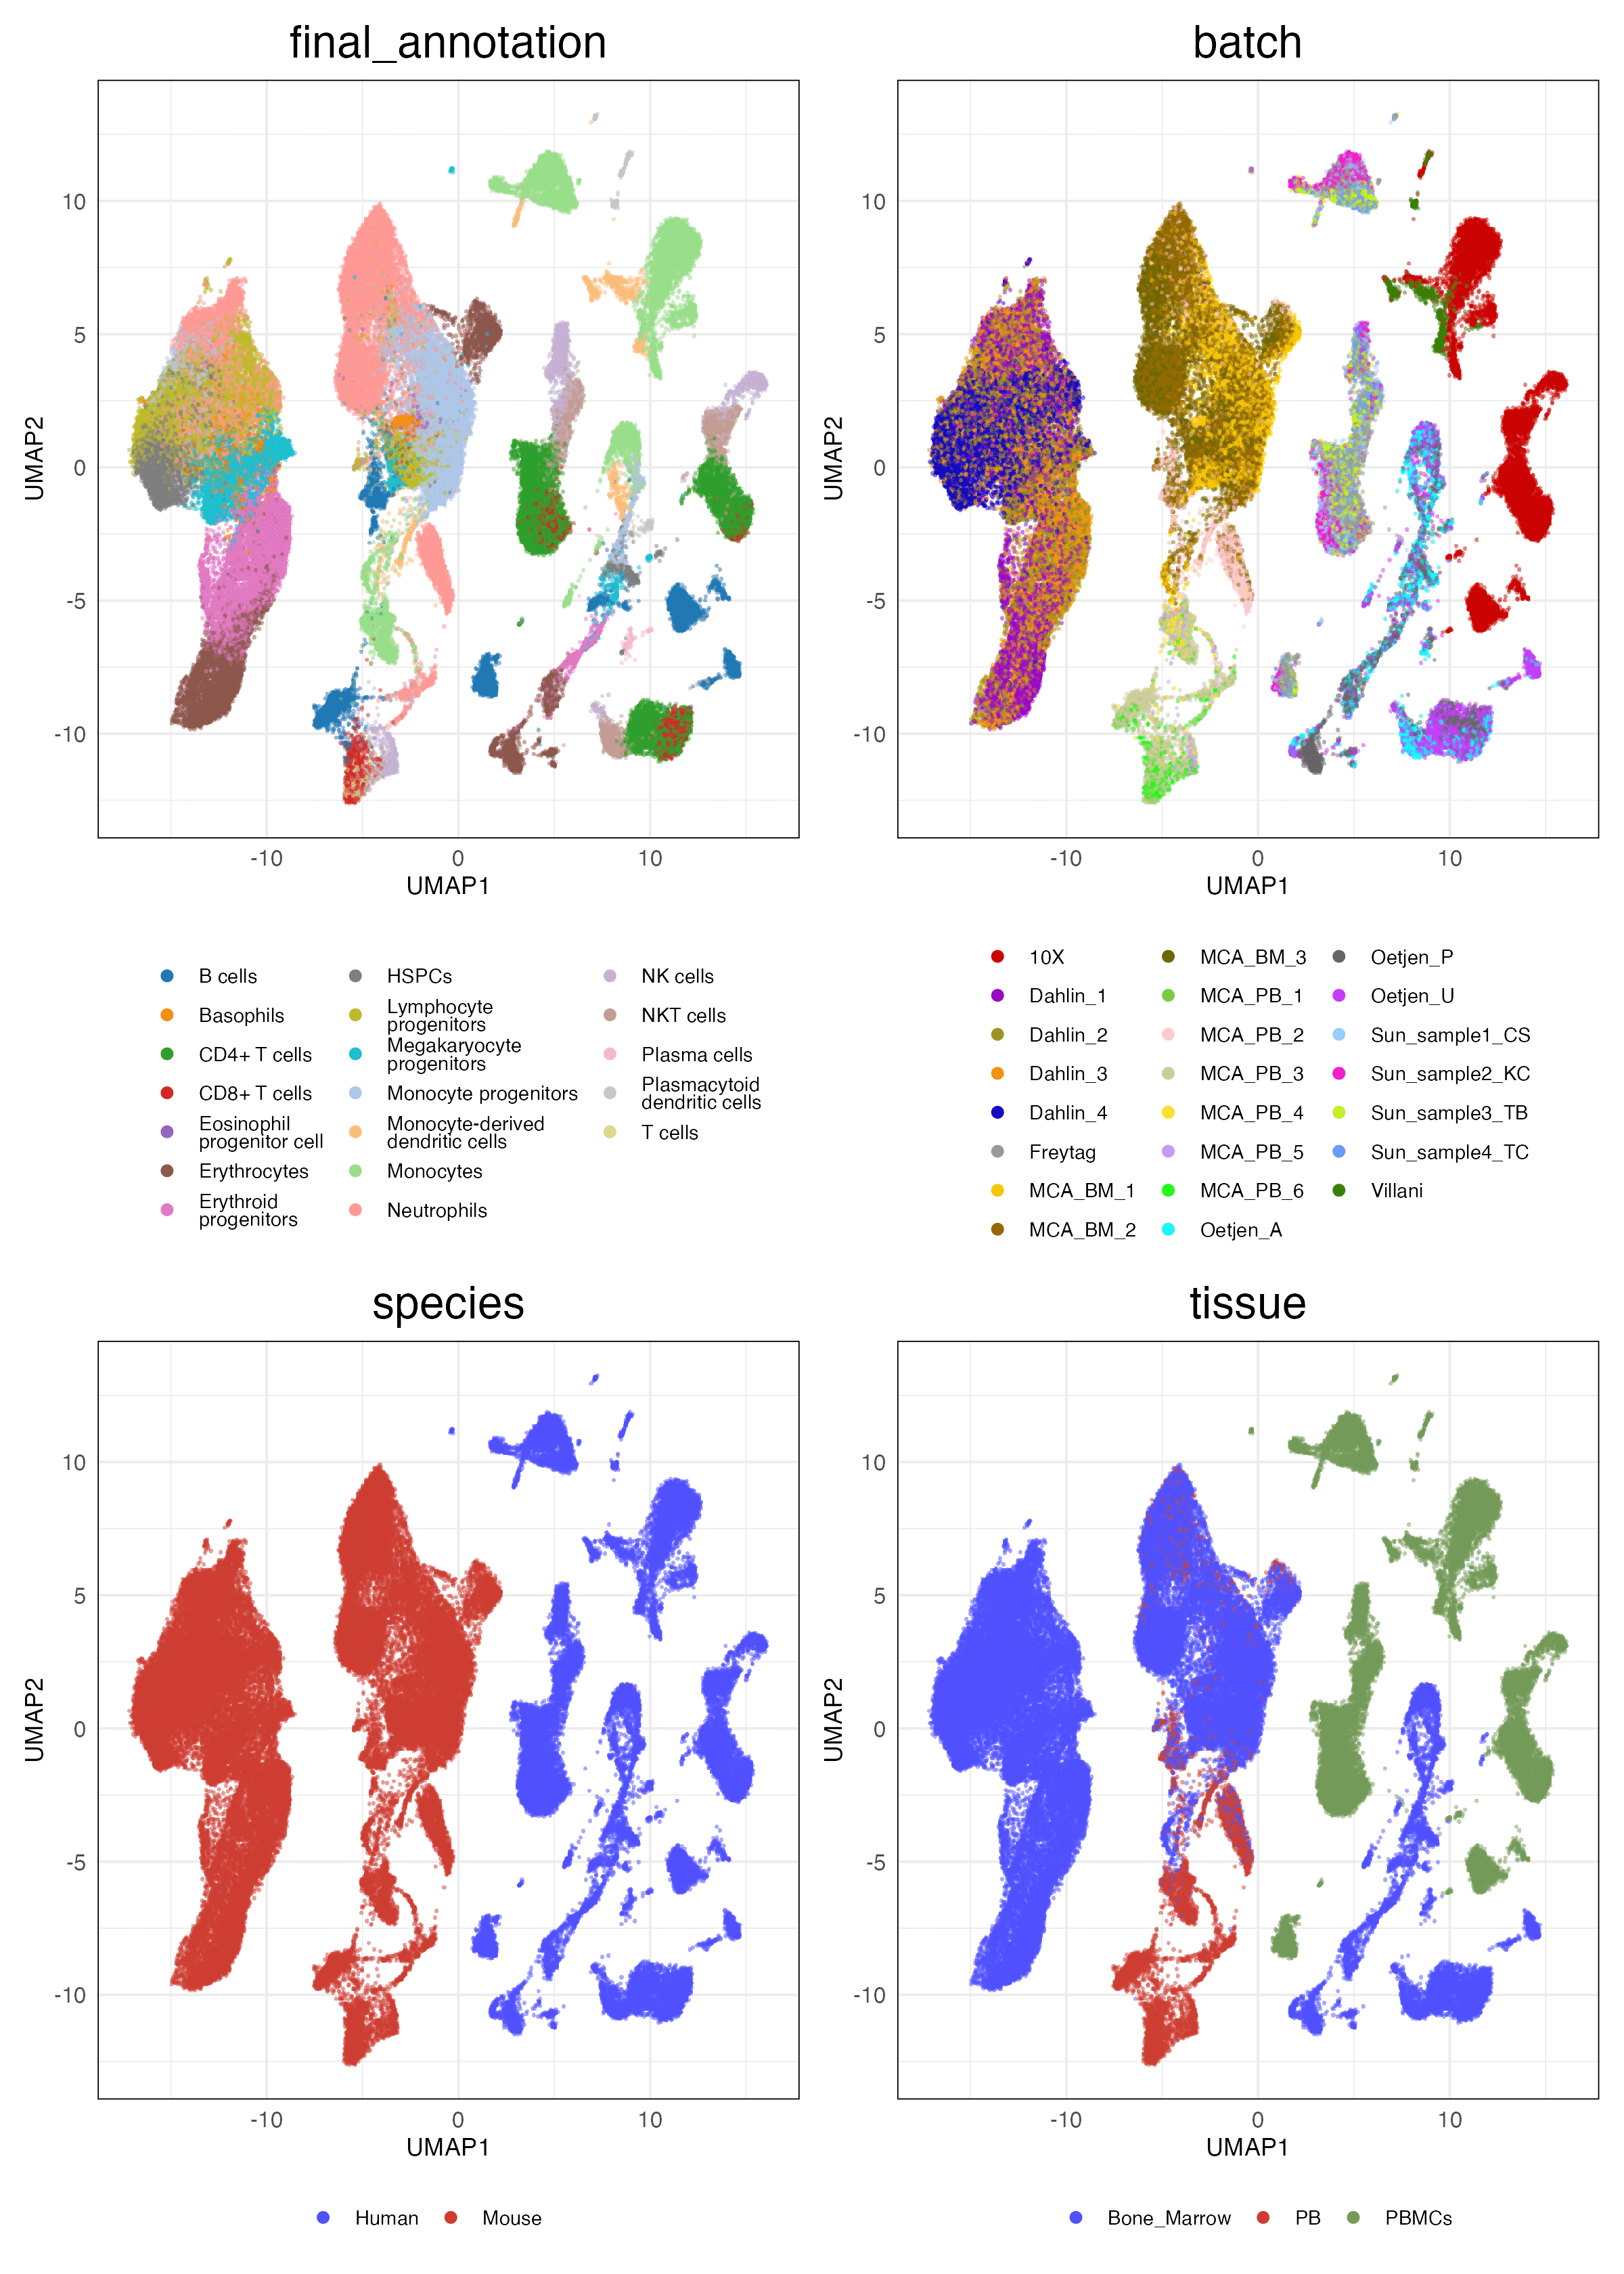 final_annotation
batch
10
5
0
-5
-10
UMAP2
-10
0
10
UMAP1
10
5
0
-5
-10
UMAP2
-10
0
10
UMAP1
B cells
Basophils
CD4+ T cells
CD8+ T cells
Eosinophil
progenitor cell
Erythrocytes
Erythroid
progenitors
HSPCs
Lymphocyte
progenitors
Megakaryocyte
progenitors
Monocyte progenitors
Monocyte-derived
dendritic cells
Monocytes
Neutrophils
NK cells
NKT cells
Plasma cells
Plasmacytoid
dendritic cells
T cells
10X
Dahlin_1
Dahlin_2
Dahlin_3
Dahlin_4
Freytag
MCA_BM_1
MCA_BM_2
MCA_BM_3
MCA_PB_1
MCA_PB_2
MCA_PB_3
MCA_PB_4
MCA_PB_5
MCA_PB_6
Oetjen_A
Oetjen_P
Oetjen_U
Sun_sample1_CS
Sun_sample2_KC
Sun_sample3_TB
Sun_sample4_TC
Villani
species
tissue
10
5
0
-5
-10
UMAP2
-10
0
10
UMAP1
10
5
0
-5
-10
UMAP2
-10
0
10
UMAP1
Human
Mouse
Bone_Marrow
PB
PBMCs